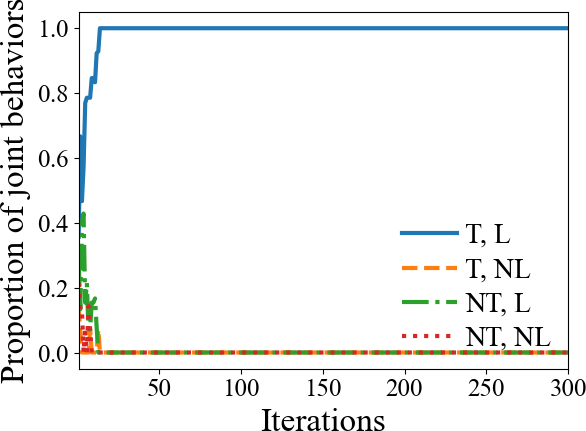 Proportion of joint behaviors
1.0
0.8
0.6
0.4
0.2
0.0
T, L
T, NL
NT, L
NT, NL
50
100
150
200
250
300
Iterations